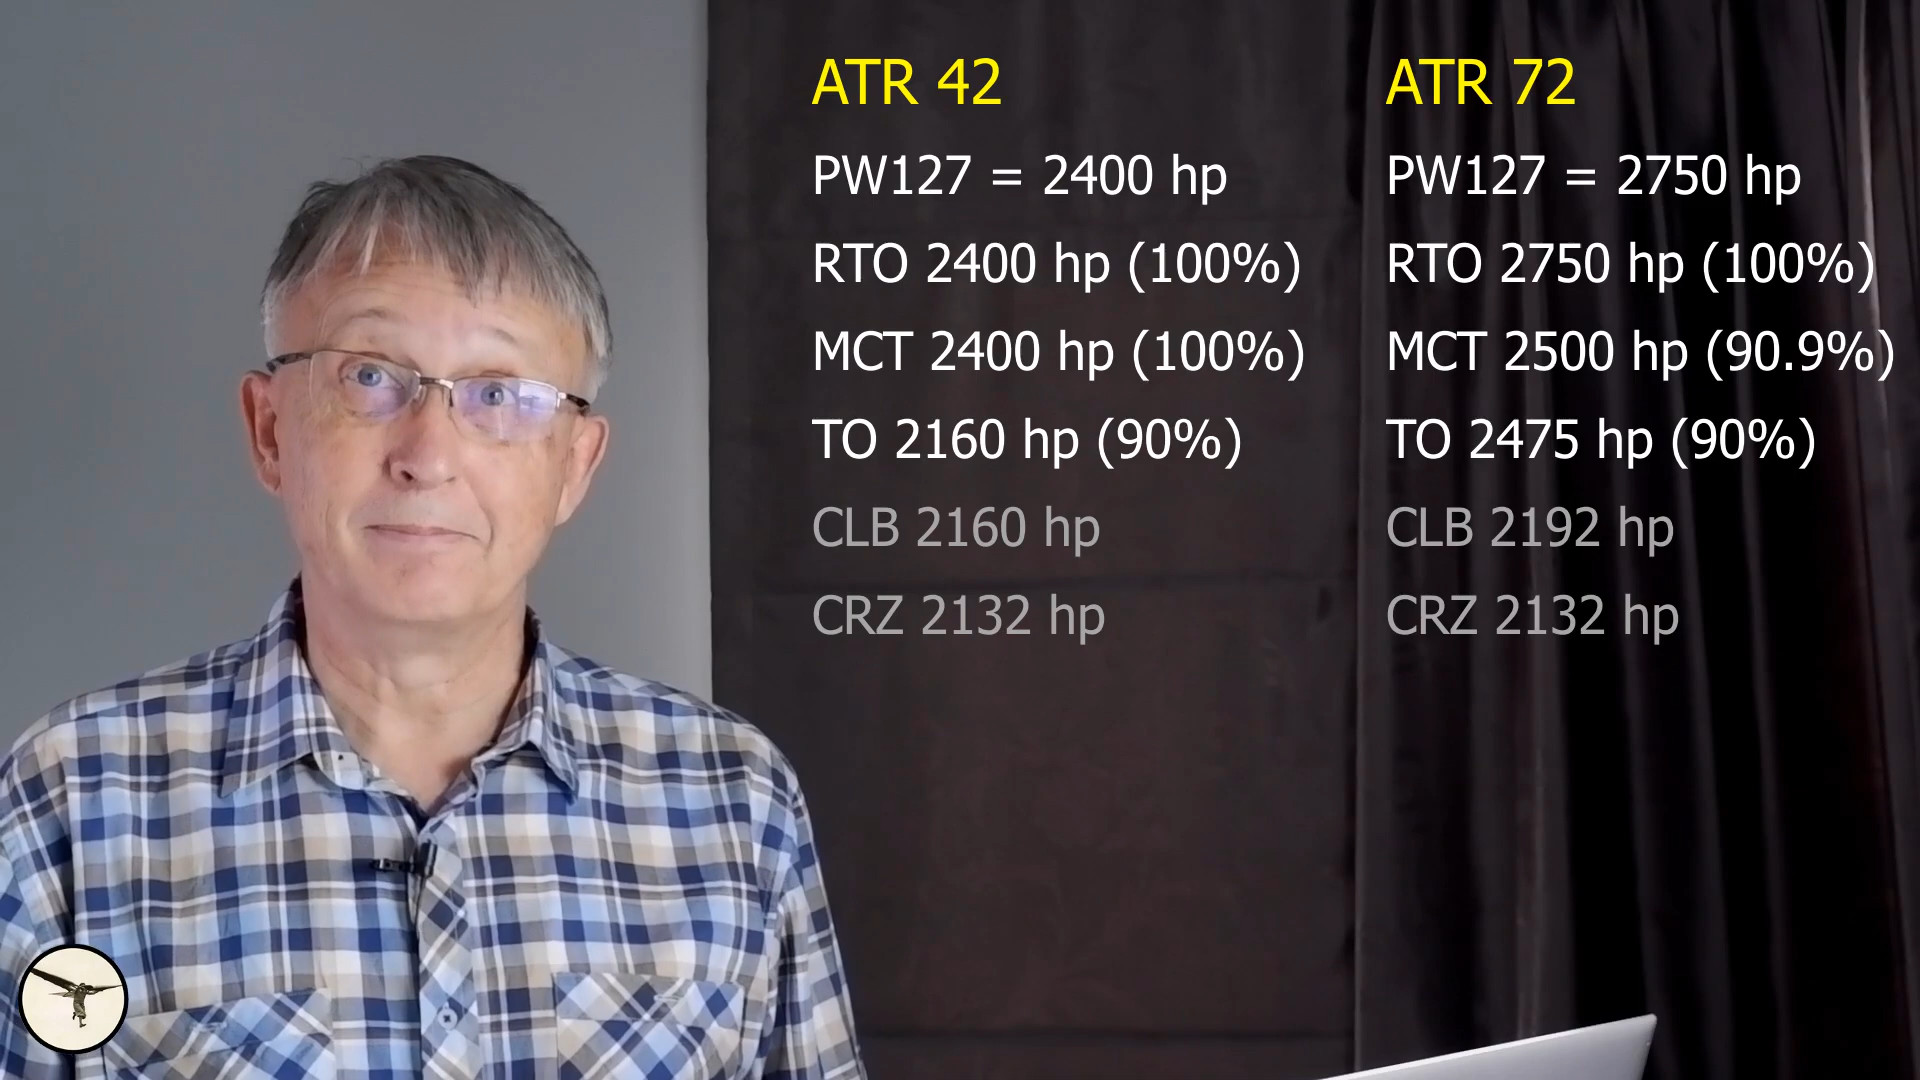 ATR 42
PW127 = 2400 hp
RTO 2400 hp (100%)
MCT 2400 hp (100%)
TO 2160 hp (90%)
CLB 2160 hp
CRZ 2132 hp
ATR 72
PW127 = 2750 hp
RTO 2750 hp (100%)
MCT 2500 hp (90.9%)
TO 2475 hp (90%)
CLB 2192 hp
CRZ 2132 hp